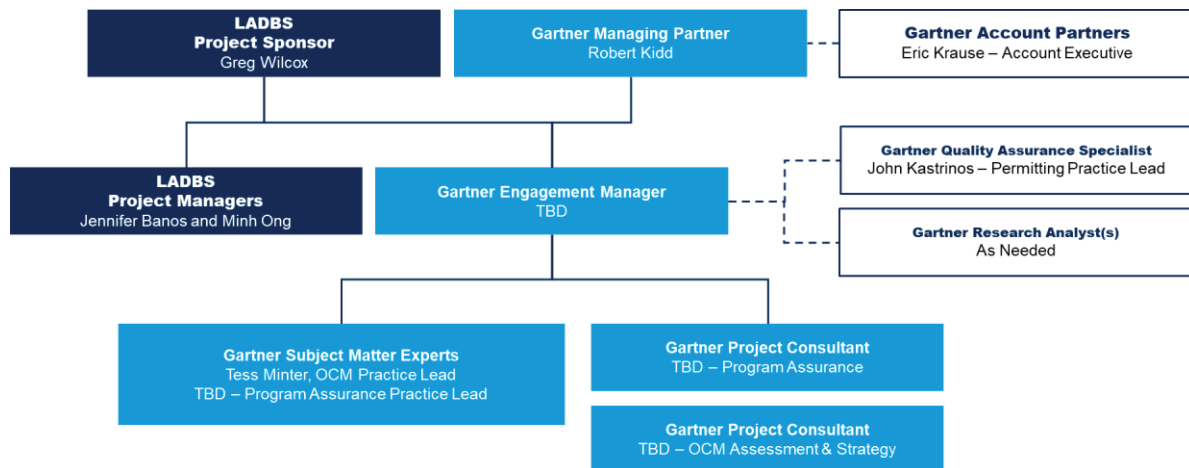 LADBS
Project Sponsor
Greg Wilcox
Gartner Managing Partner
Robert Kidd
Gartner Account Partners
Eric Krause – Account Executive
LADBS
Project Managers
Jennifer Banos and Minh Ong
Gartner Engagement Manager
TBD
Gartner Quality Assurance Specialist
John Kastrinos – Permitting Practice Lead
Gartner Research Analyst(s)
As Needed
Gartner Subject Matter Experts
Tess Minter, OCM Practice Lead
TBD – Program Assurance Practice Lead
Gartner Project Consultant
TBD – Program Assurance
Gartner Project Consultant
TBD – OCM Assessment & Strategy